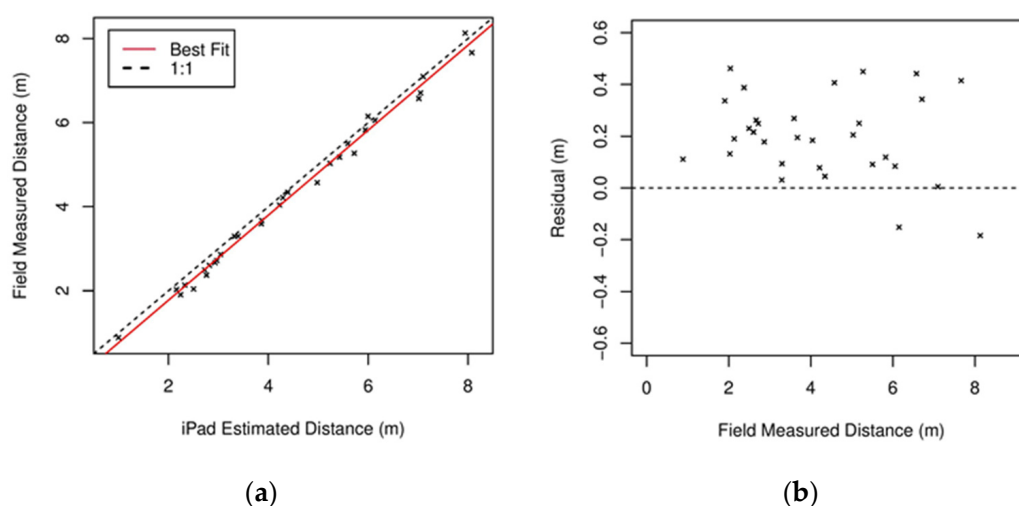 Best Fit
1:1
Field Measured Distance (m)
8
6
4
2
2 4 6 8
iPad Estimated Distance (m)
(a)
Residual (m)
0.6
0.4
0.2
0.0
−0.2
−0.4
−0.6
0 2 4 6 8
Field Measured Distance (m)
(b)